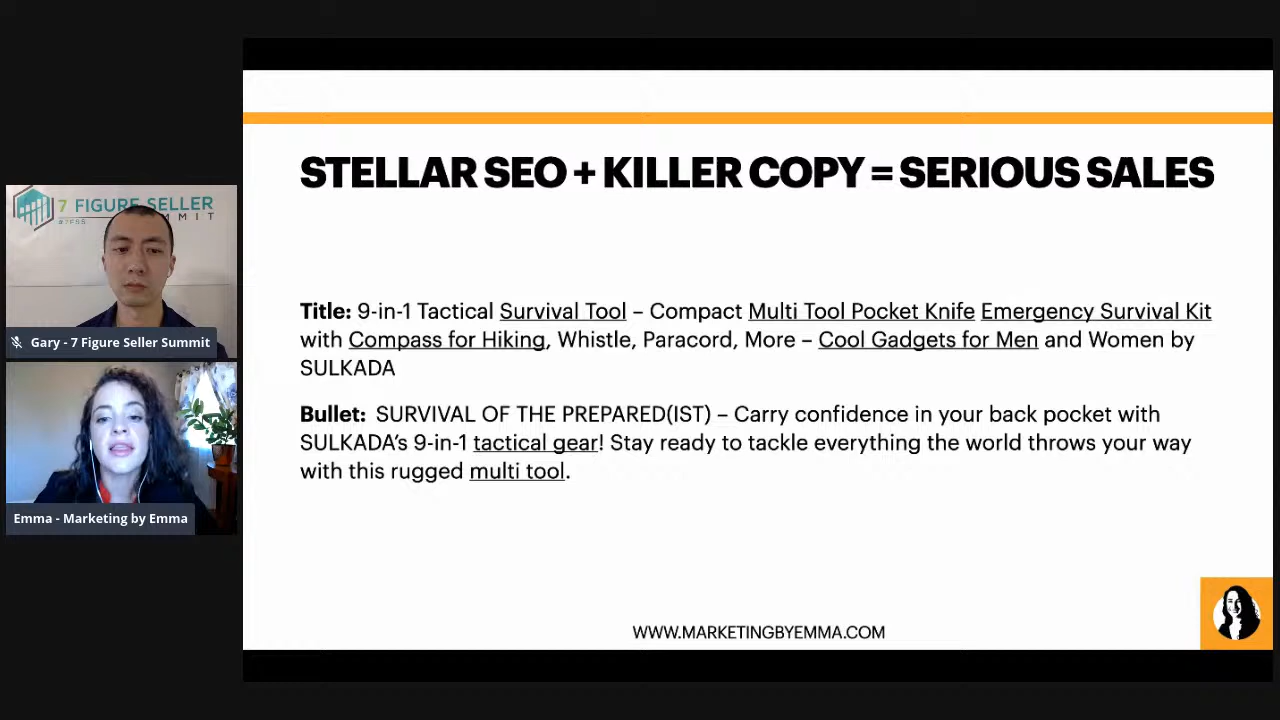 7 FIGURE SELLER
#7FSS
MMIT
Gary - 7 Figure Seller Summit
Emma - Marketing by Emma
STELLAR SEO + KILLER COPY = SERIOUS SALES
Title: 9-in-1 Tactical Survival Tool – Compact Multi Tool Pocket Knife Emergency Survival Kit
with Compass for Hiking, Whistle, Paracord, More – Cool Gadgets for Men and Women by
SULKADA
Bullet: SURVIVAL OF THE PREPARED(IST) – Carry confidence in your back pocket with
SULKADA’s 9-in-1 tactical gear! Stay ready to tackle everything the world throws your way
with this rugged multi tool.
WWW.MARKETINGBYEMMA.COM